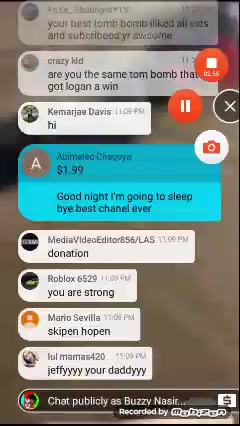 your best tomb bomb iliked all vids
and subcribeed yr awsome
crazy kid
are you the same tom bomb that
got logan a win
02:56
Kemarjae Davis 11:09 PM
hi
A
Abimelec Chagoya
$1.99
Good night I'm going to sleep
bye best chanel ever
MediaVideoEditor856/LAS 11:09 PM
donation
Roblox 6529 11:09 PM
you are strong
Mario Sevilla 11:09 PM
skipen hopen
lul mamas420 11:09 PM
jeffyyyy your daddyyy
Chat publicly as Buzzy Nasir...
Recorded by Mobizen